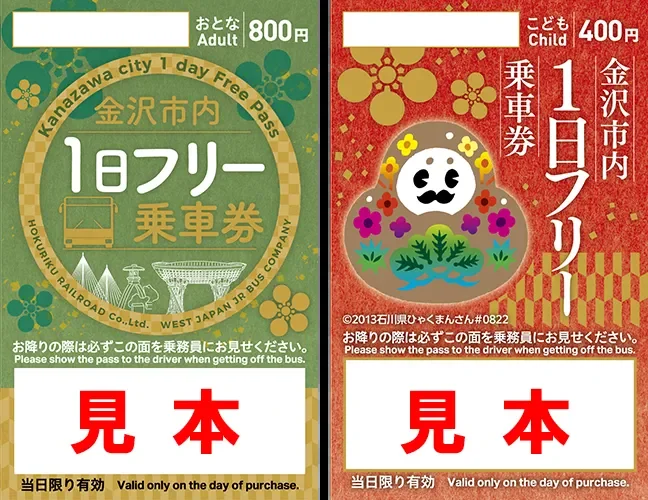 おとな
Adult
800円
Kanazawa city 1 day Free Pass
金沢市内
1日フリー
乗車券
HOKURIKU RAILROAD Co.,Ltd. WEST JAPAN JR BUS COMPANY
お降りの際は必ずこの面を乗務員にお見せください。
Please show the pass to the driver when getting off the bus.
見本
当日限り有効 Valid only on the day of purchase.
こども
Child
400円
金沢市内
1日フリー
乗車券
©2013石川県ひゃくまんさん#0822
お降りの際は必ずこの面を乗務員にお見せください。
Please show the pass to the driver when getting off the bus.
見本
当日限り有効 Valid only on the day of purchase.